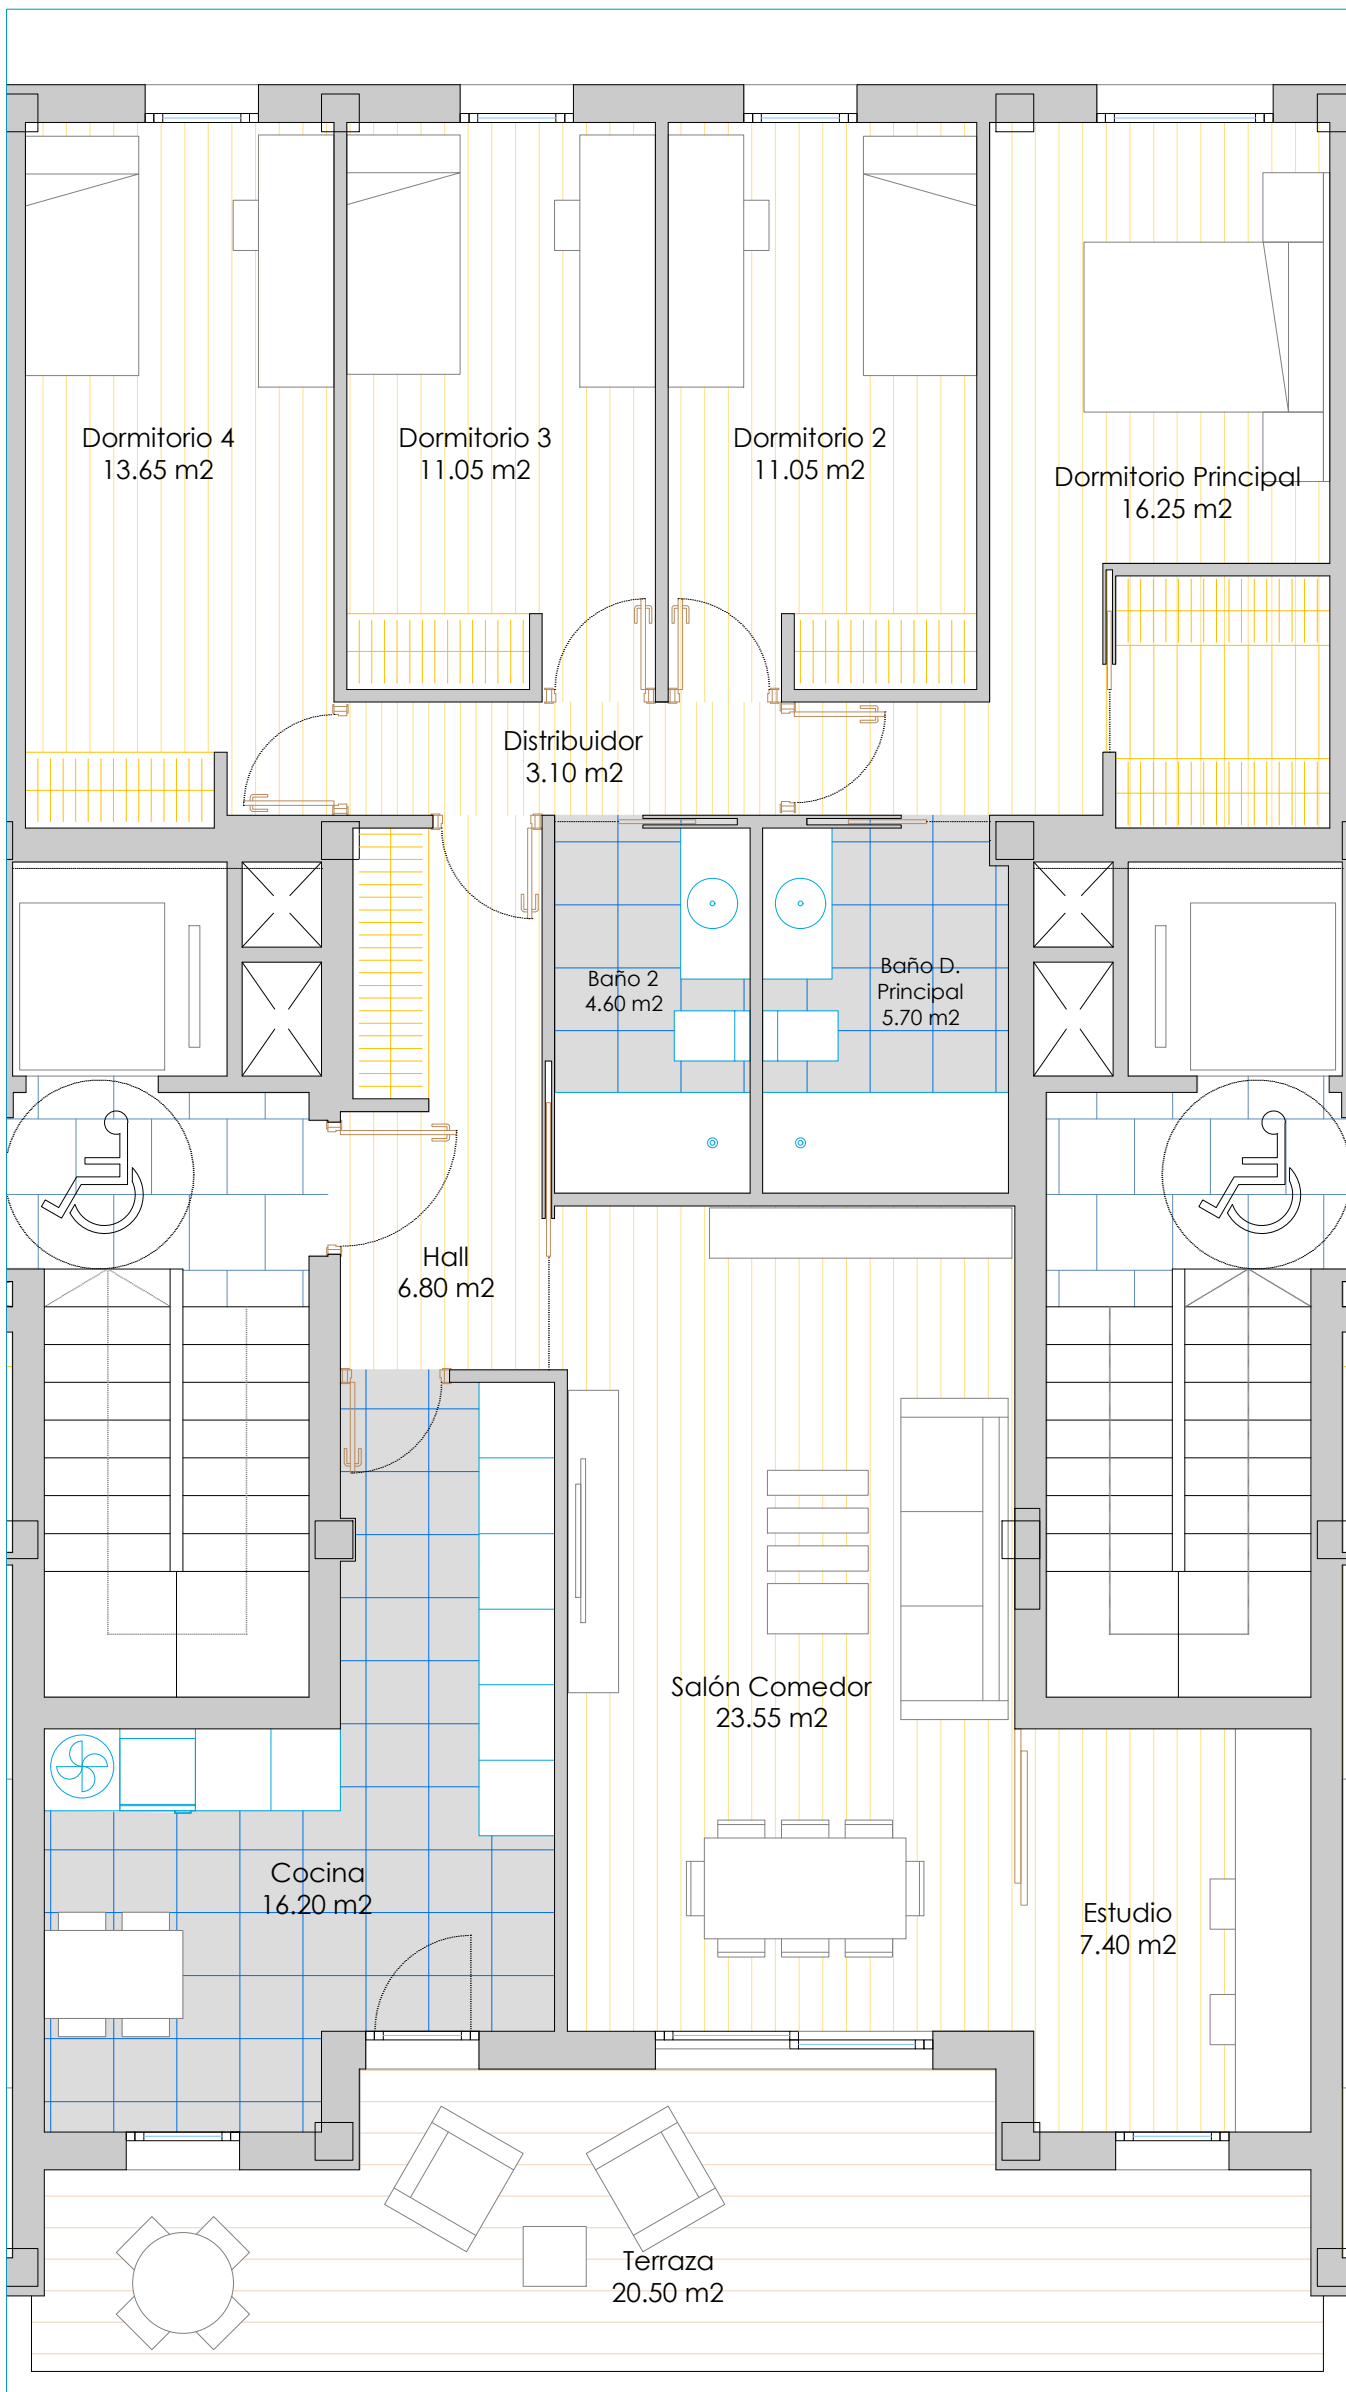 Dormitorio 4
13.65 m2
Dormitorio 3
11.05 m2
Dormitorio 2
11.05 m2
Dormitorio Principal
16.25 m2
Distribuidor
3.10 m2
Baño 2
4.60 m2
Baño D.
Principal
5.70 m2
Hall
6.80 m2
Salón Comedor
23.55 m2
Cocina
16.20 m2
Estudio
7.40 m2
Terraza
20.50 m2